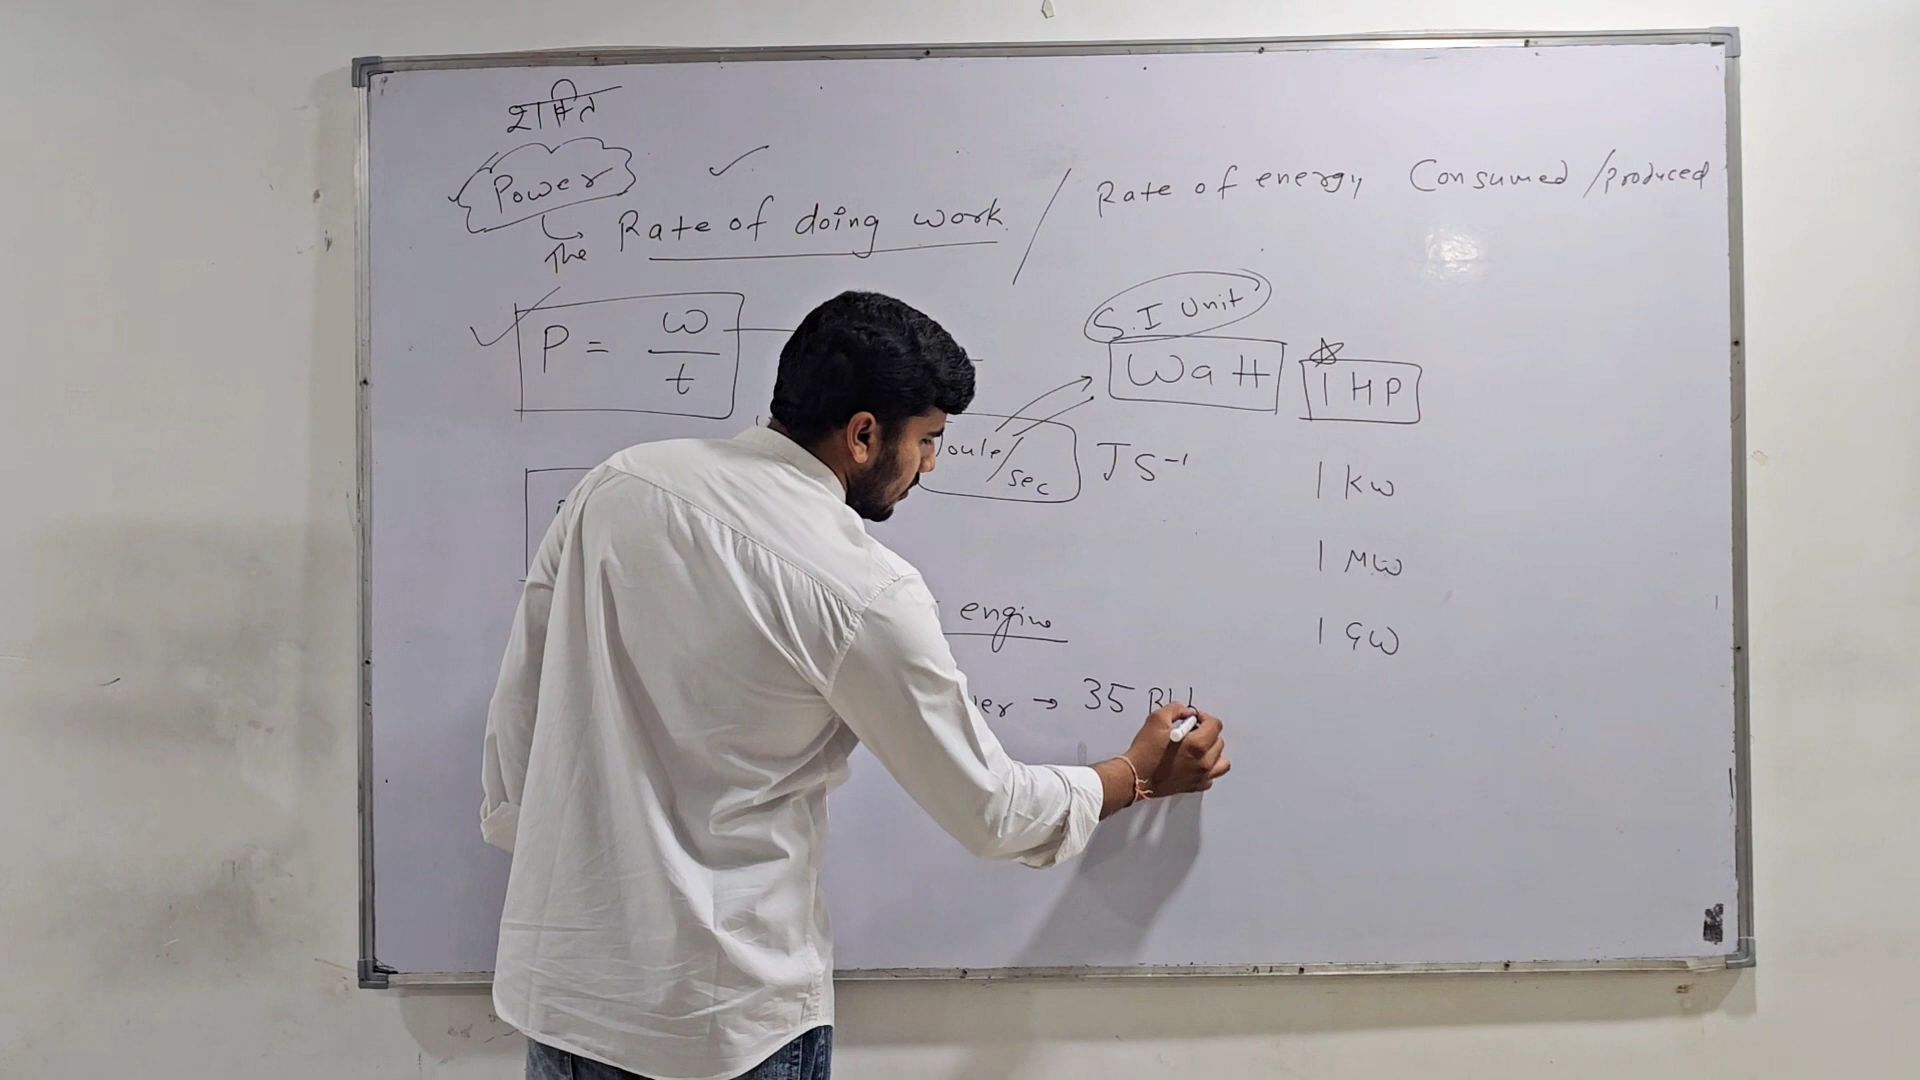 शक्ति
Power
The Rate of doing work / Rate of energy Consumed / produced
P = W/t
S.I Unit
Watt
1 HP
Joule/sec
J S⁻¹
1 KW
1 MW
1 GW
engine
→ 35